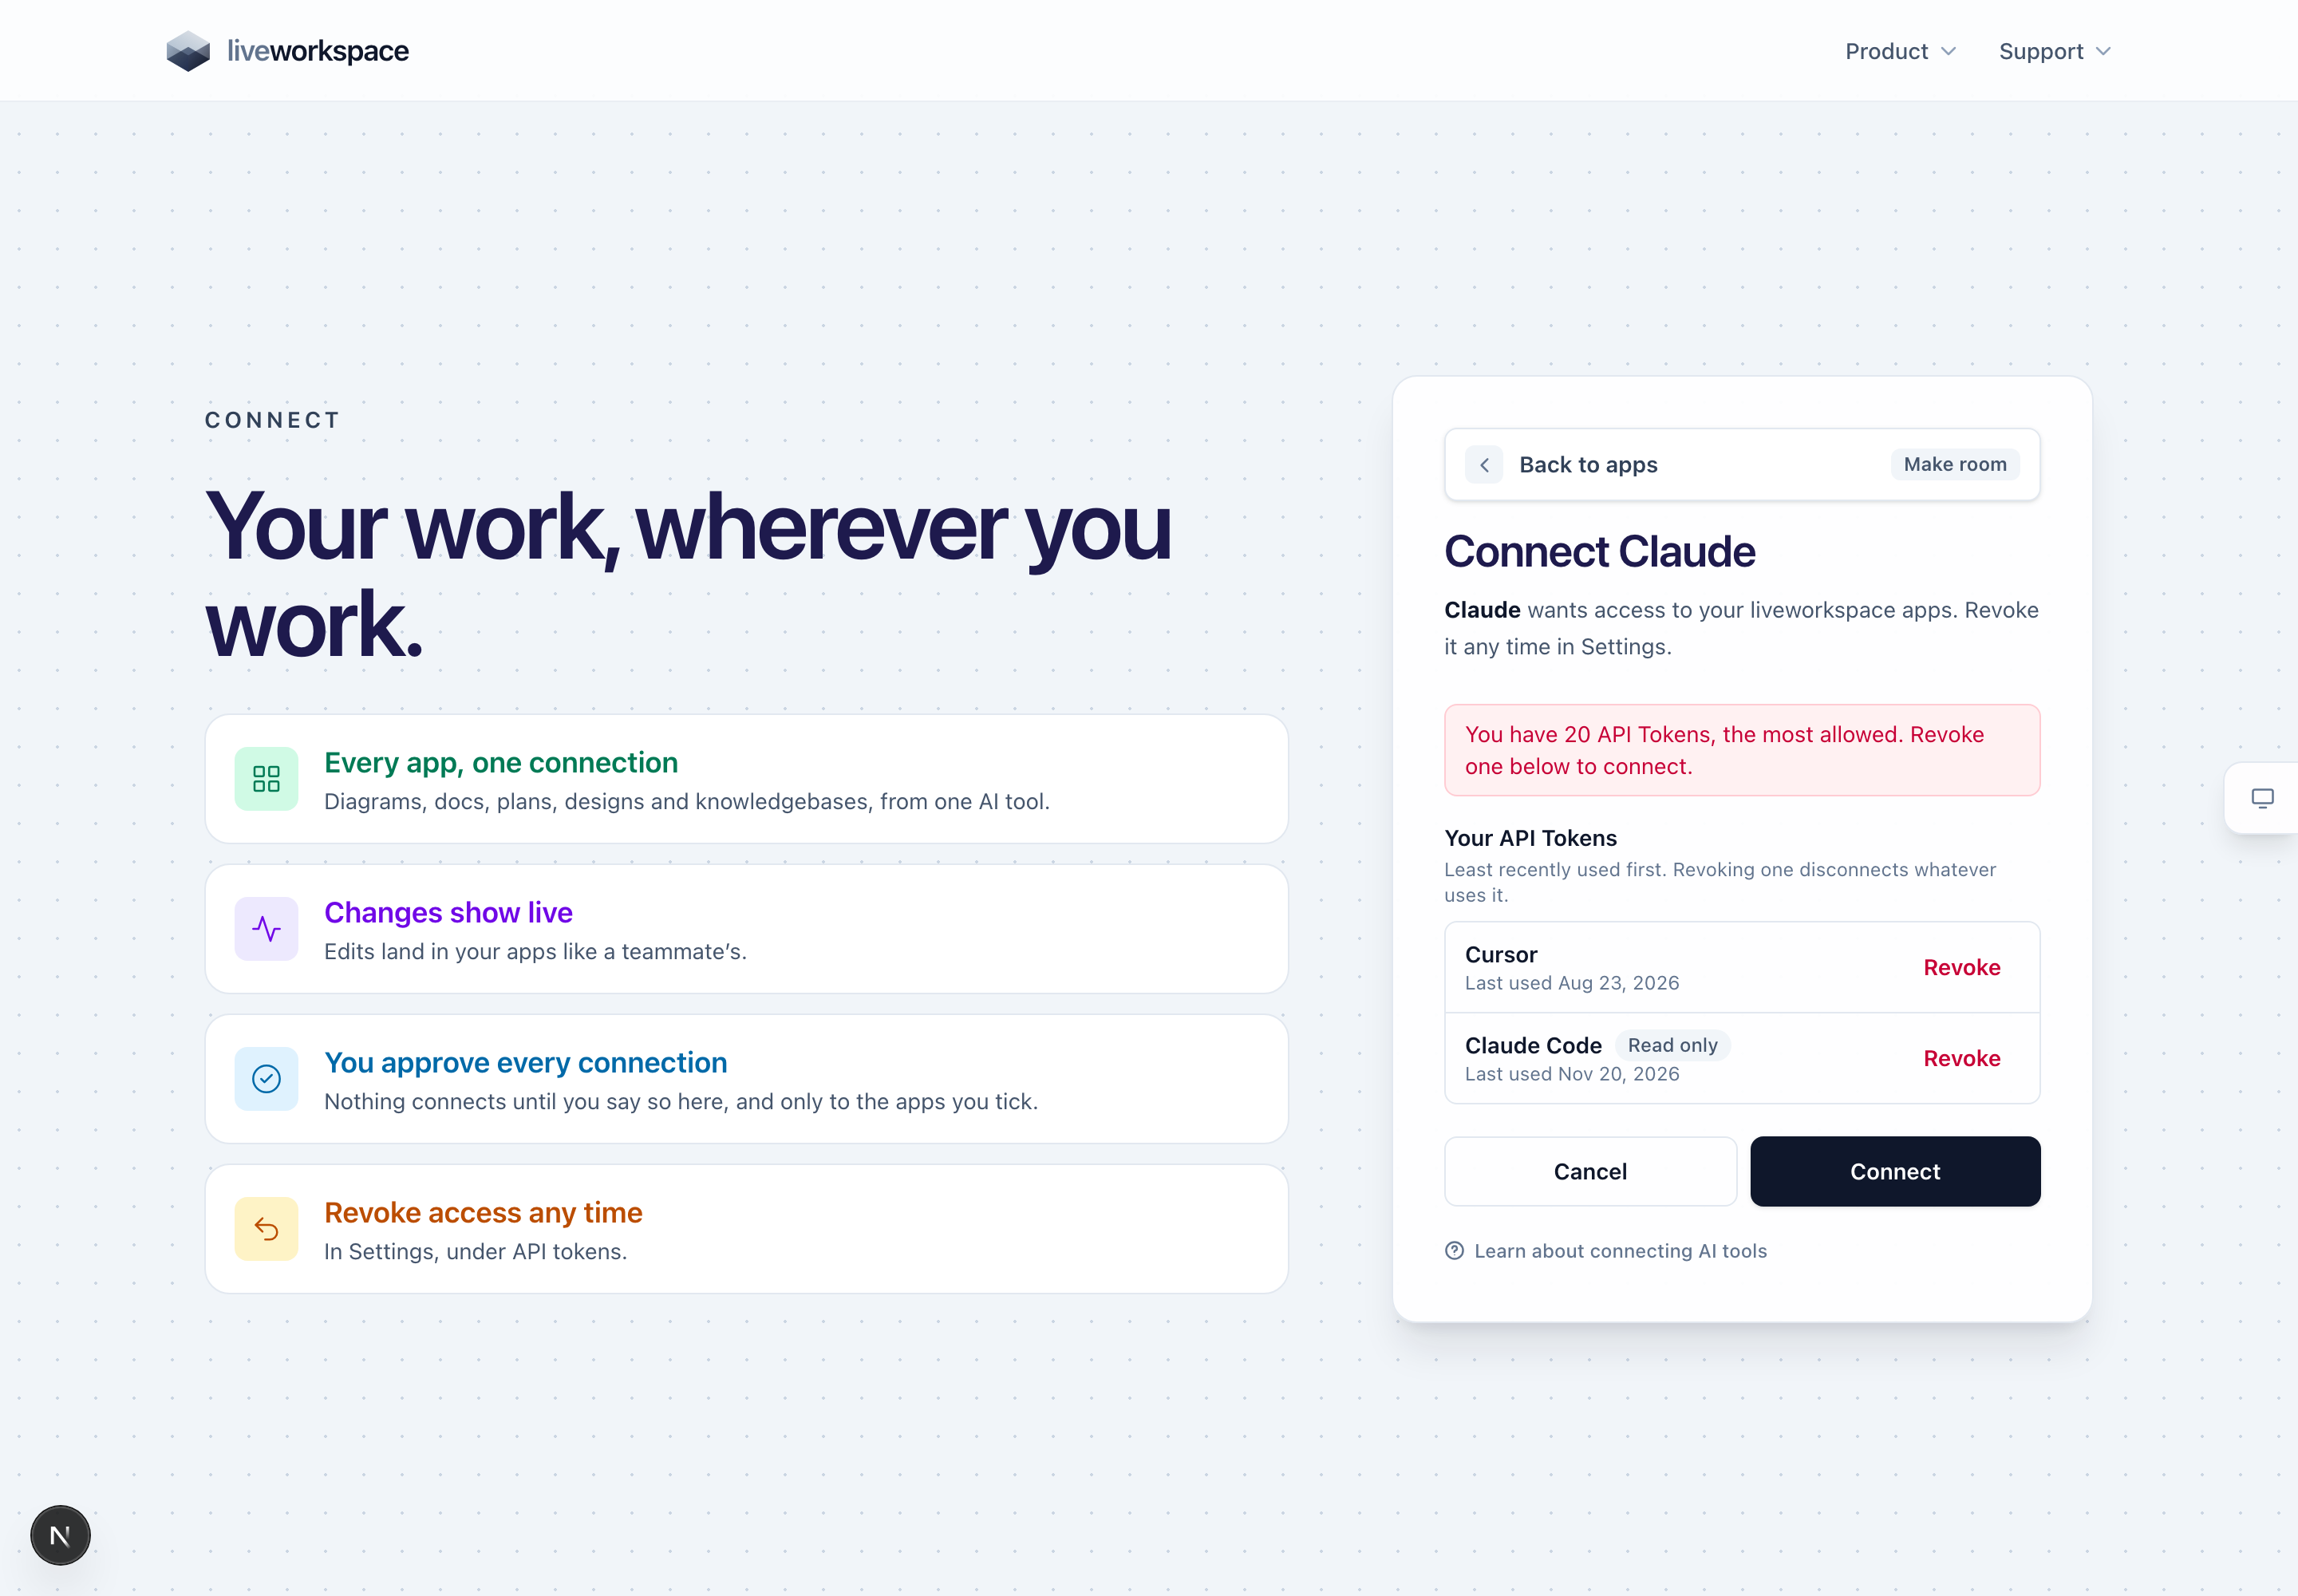 liveworkspace
Product
Support
CONNECT
Your work, wherever you
work.
Every app, one connection
Diagrams, docs, plans, designs and knowledgebases, from one AI tool.
Changes show live
Edits land in your apps like a teammate’s.
You approve every connection
Nothing connects until you say so here, and only to the apps you tick.
Revoke access any time
In Settings, under API tokens.
Back to apps
Make room
Connect Claude
Claude wants access to your liveworkspace apps. Revoke
it any time in Settings.
You have 20 API Tokens, the most allowed. Revoke
one below to connect.
Your API Tokens
Least recently used first. Revoking one disconnects whatever
uses it.
Cursor
Last used Aug 23, 2026
Revoke
Claude Code Read only
Last used Nov 20, 2026
Revoke
Cancel
Connect
Learn about connecting AI tools
N